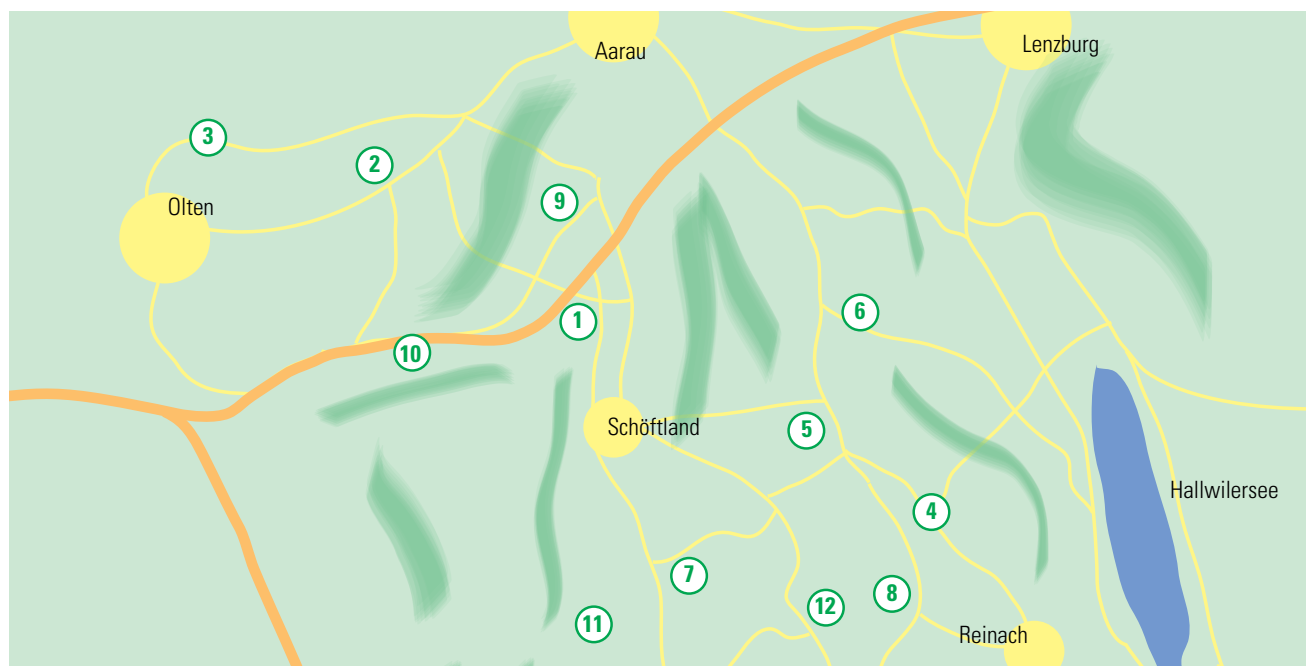 Aarau
Lenzburg
3
2
9
Olten
6
1
10
Schöftland
5
Hallwilersee
4
7
8
12
11
Reinach